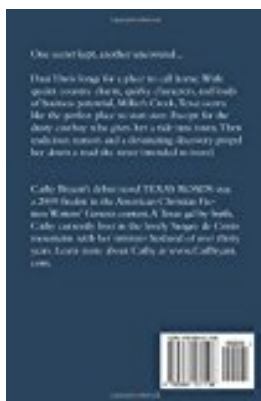 One secret kept, another uncovered...
Dani Davis longs for a place to call home. With
quaint country charm, quirky characters, and loads
of business potential, Miller's Creek, Texas seems
like the perfect place to start over. Except for the
dusty cowboy who gives her a ride into town. Then
malicious rumors and a devastating discovery propel
her down a road she never intended to travel.
Cathy Bryant's debut novel TEXAS ROADS was
a 2009 finalist in the American Christian Fic-
tion Writers' Genesis contest. A Texas gal by birth,
Cathy currently lives in the lovely Sangre de Cristo
mountains with her minister husband of over thirty
years. Learn more about Cathy at www.CatBryant.
com.